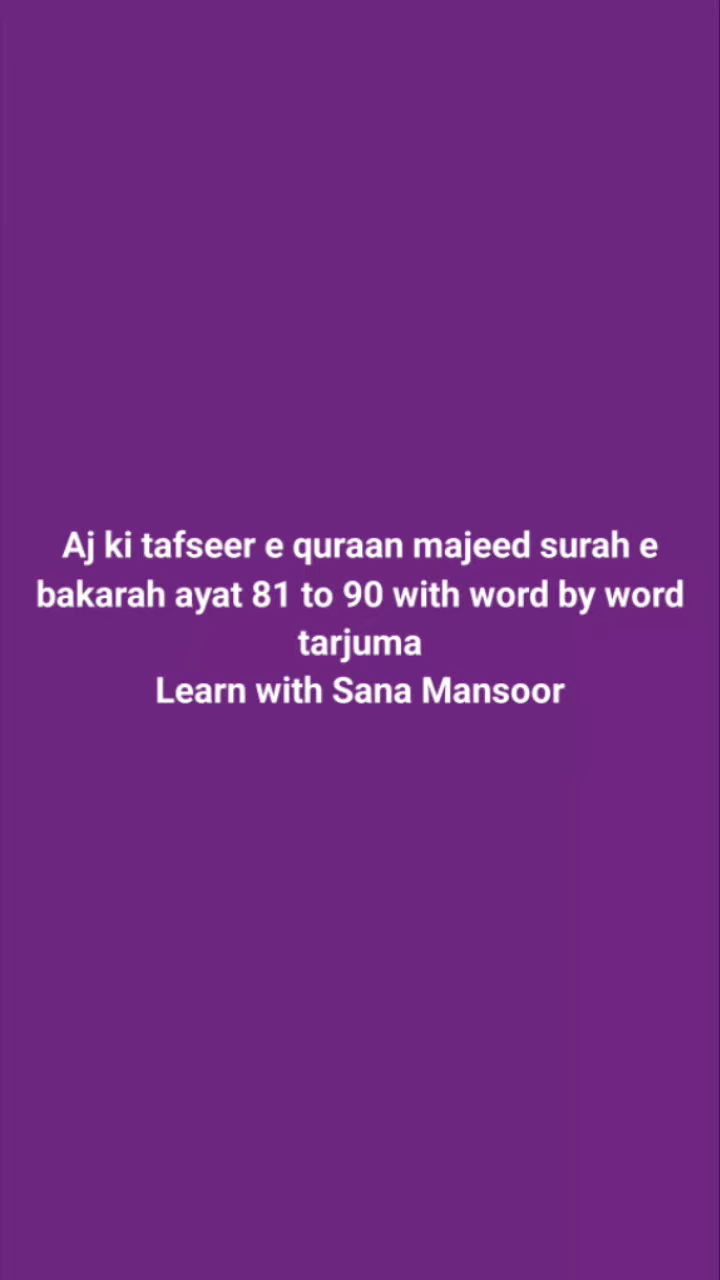 Aj ki tafseer e quraan majeed surah e
bakarah ayat 81 to 90 with word by word
tarjuma
Learn with Sana Mansoor